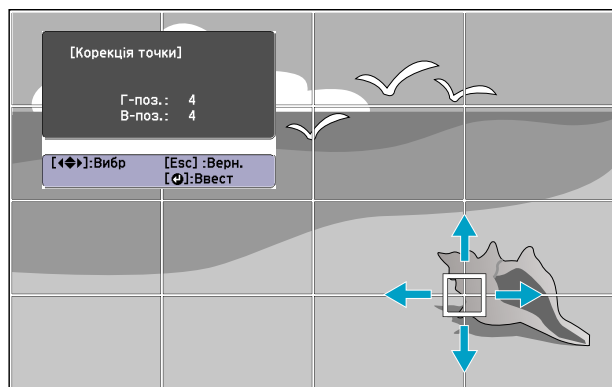 [Корекція точки]
Г-поз.: 4
В-поз.: 4
[]:Вибр [Esc] :Верн.
[]:Ввест